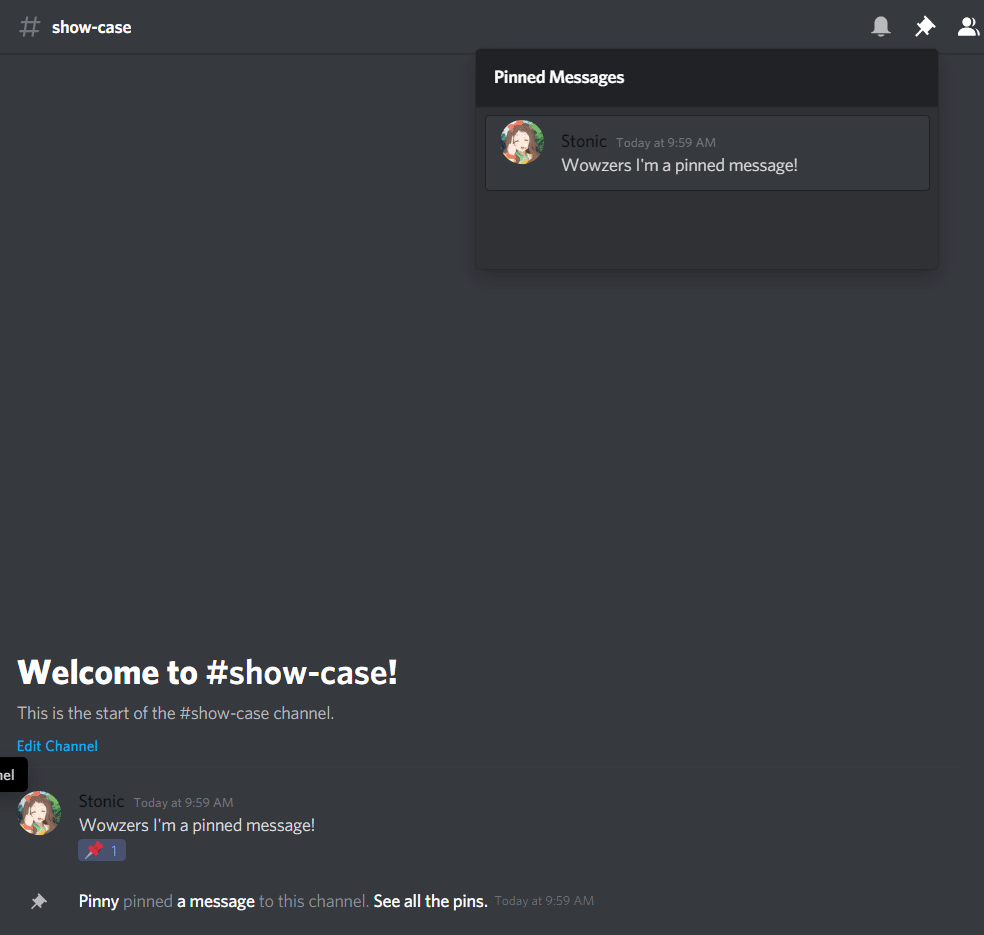 # show-case
Pinned Messages
Stonic Today at 9:59 AM
Wowzers I'm a pinned message!
Welcome to #show-case!
This is the start of the #show-case channel.
Edit Channel
nel
Stonic Today at 9:59 AM
Wowzers I'm a pinned message!
1
Pinny pinned a message to this channel. See all the pins. Today at 9:59 AM